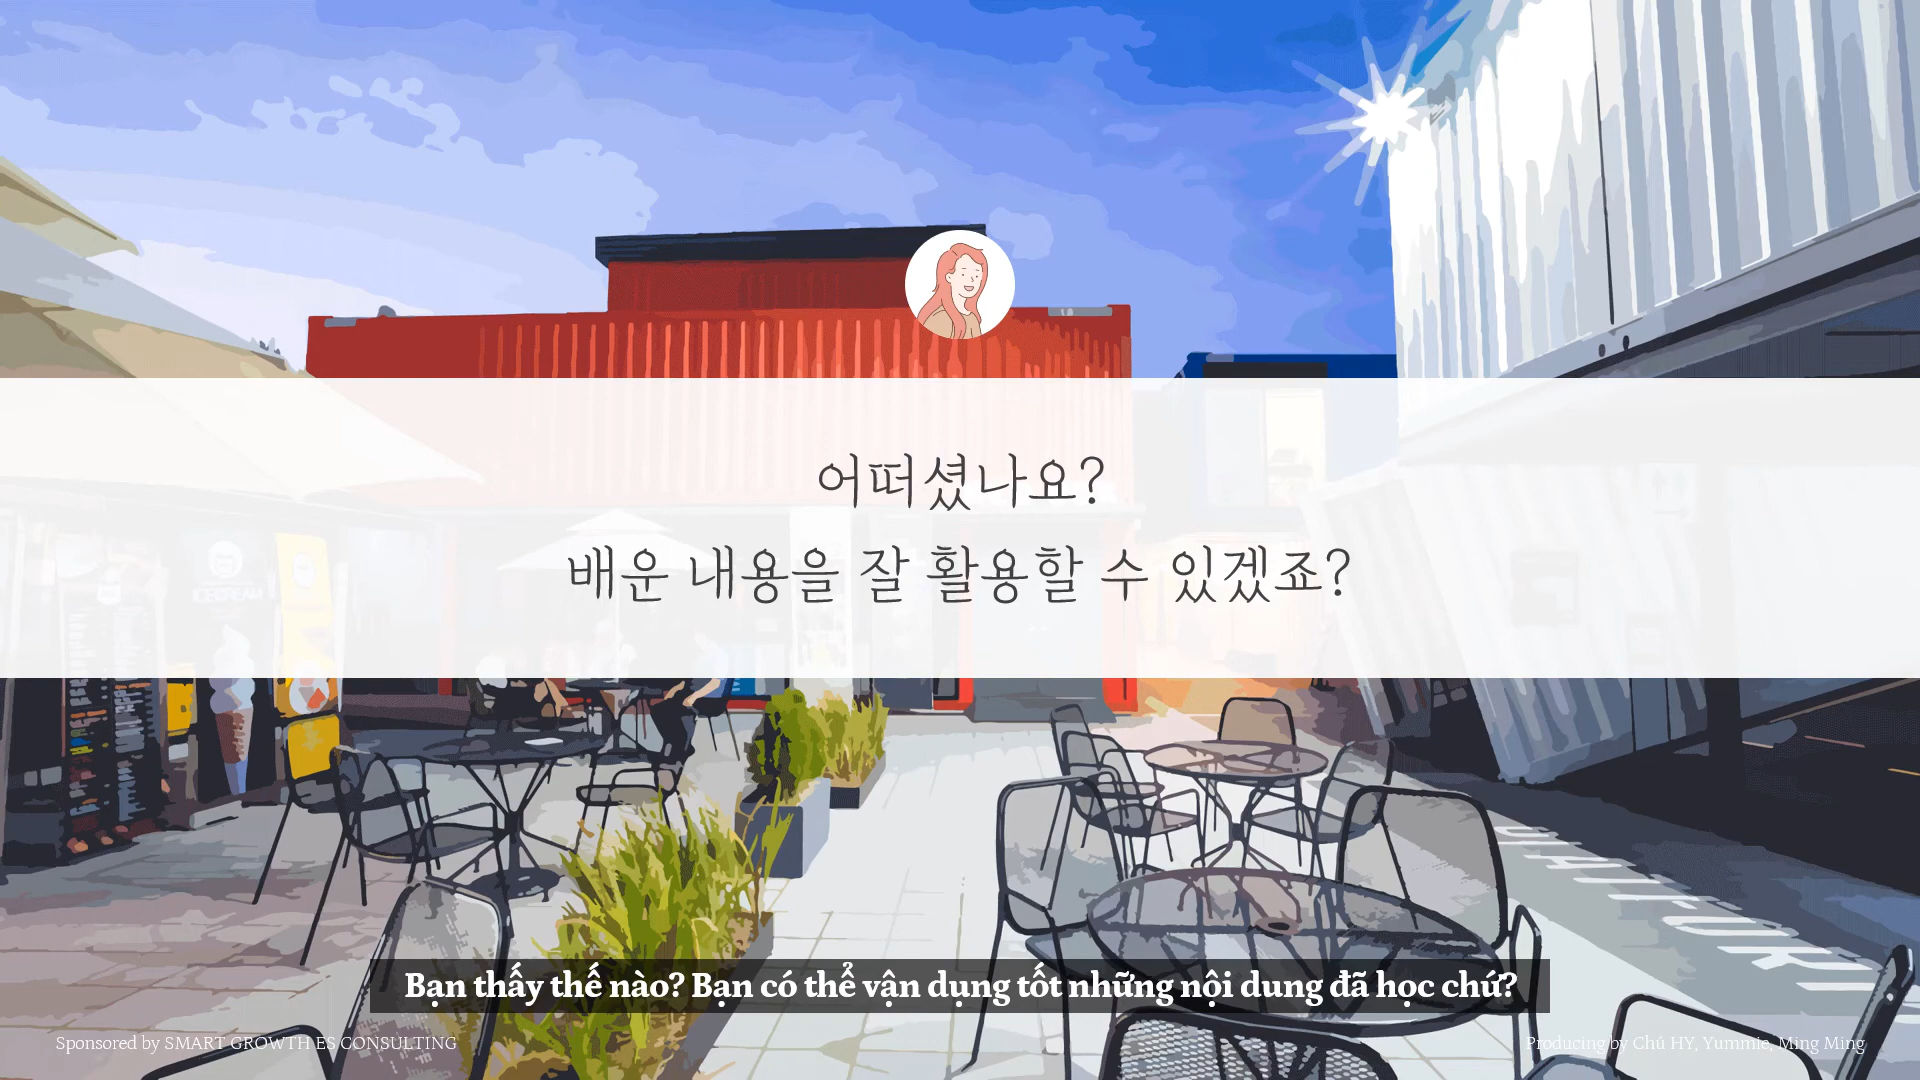 어떠셨나요?
배운 내용을 잘 활용할 수 있겠죠?
Bạn thấy thế nào? Bạn có thể vận dụng tốt những nội dung đã học chứ?
Sponsored by SMART GROWTH ES CONSULTING
Producing by Chú HY, Yummie, Ming Ming